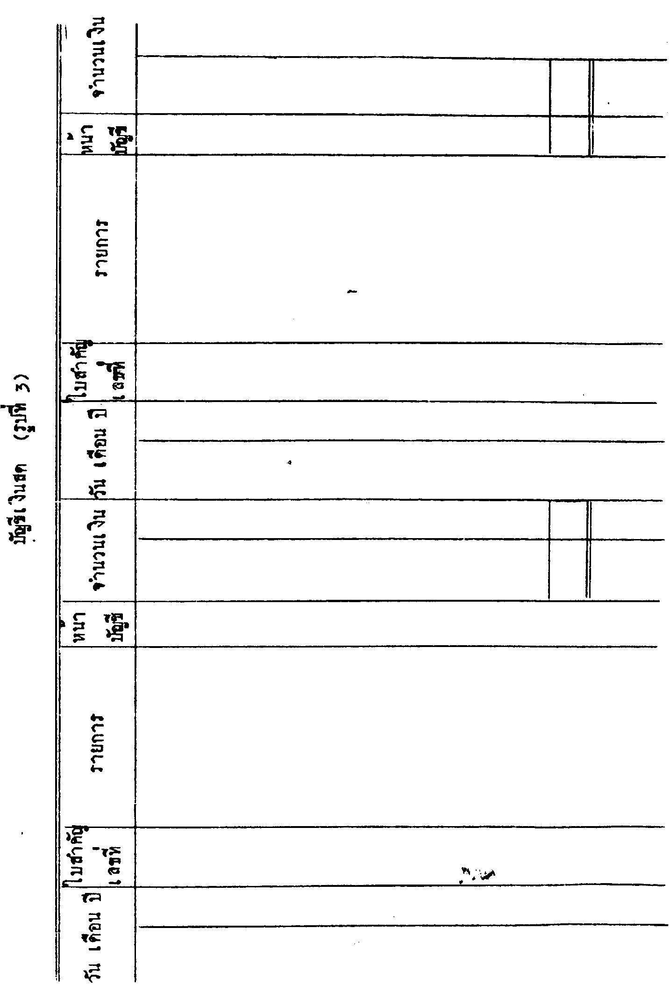 บัญชีเงินสด (รูปที่ 3)
วัน เดือน ปี
ใบสำคัญ
เลขที่
รายการ
หน้า
บัญชี
จำนวนเงิน
วัน เดือน ปี
ใบสำคัญ
เลขที่
รายการ
หน้า
บัญชี
จำนวนเงิน